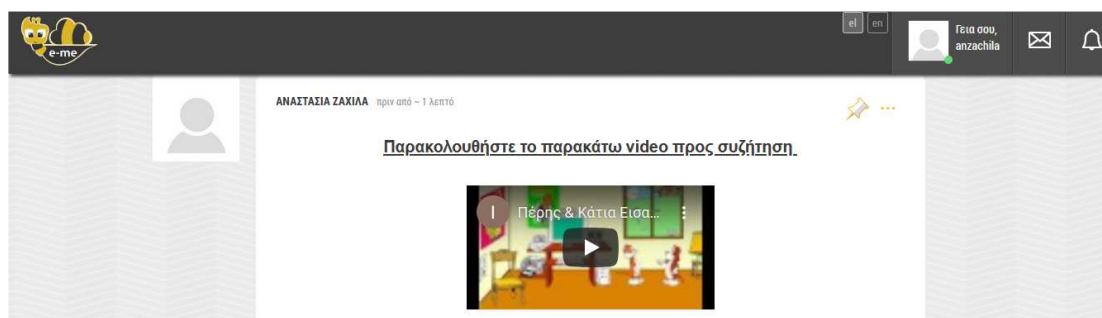 e-me
el en
Γεια σου,
anzachila
ΑΝΑΣΤΑΣΙΑ ΖΑΧΙΛΑ πριν από ~ 1 λεπτό
Παρακολουθήστε το παρακάτω video προς συζήτηση
I Πέρης & Κάτια Εισα...